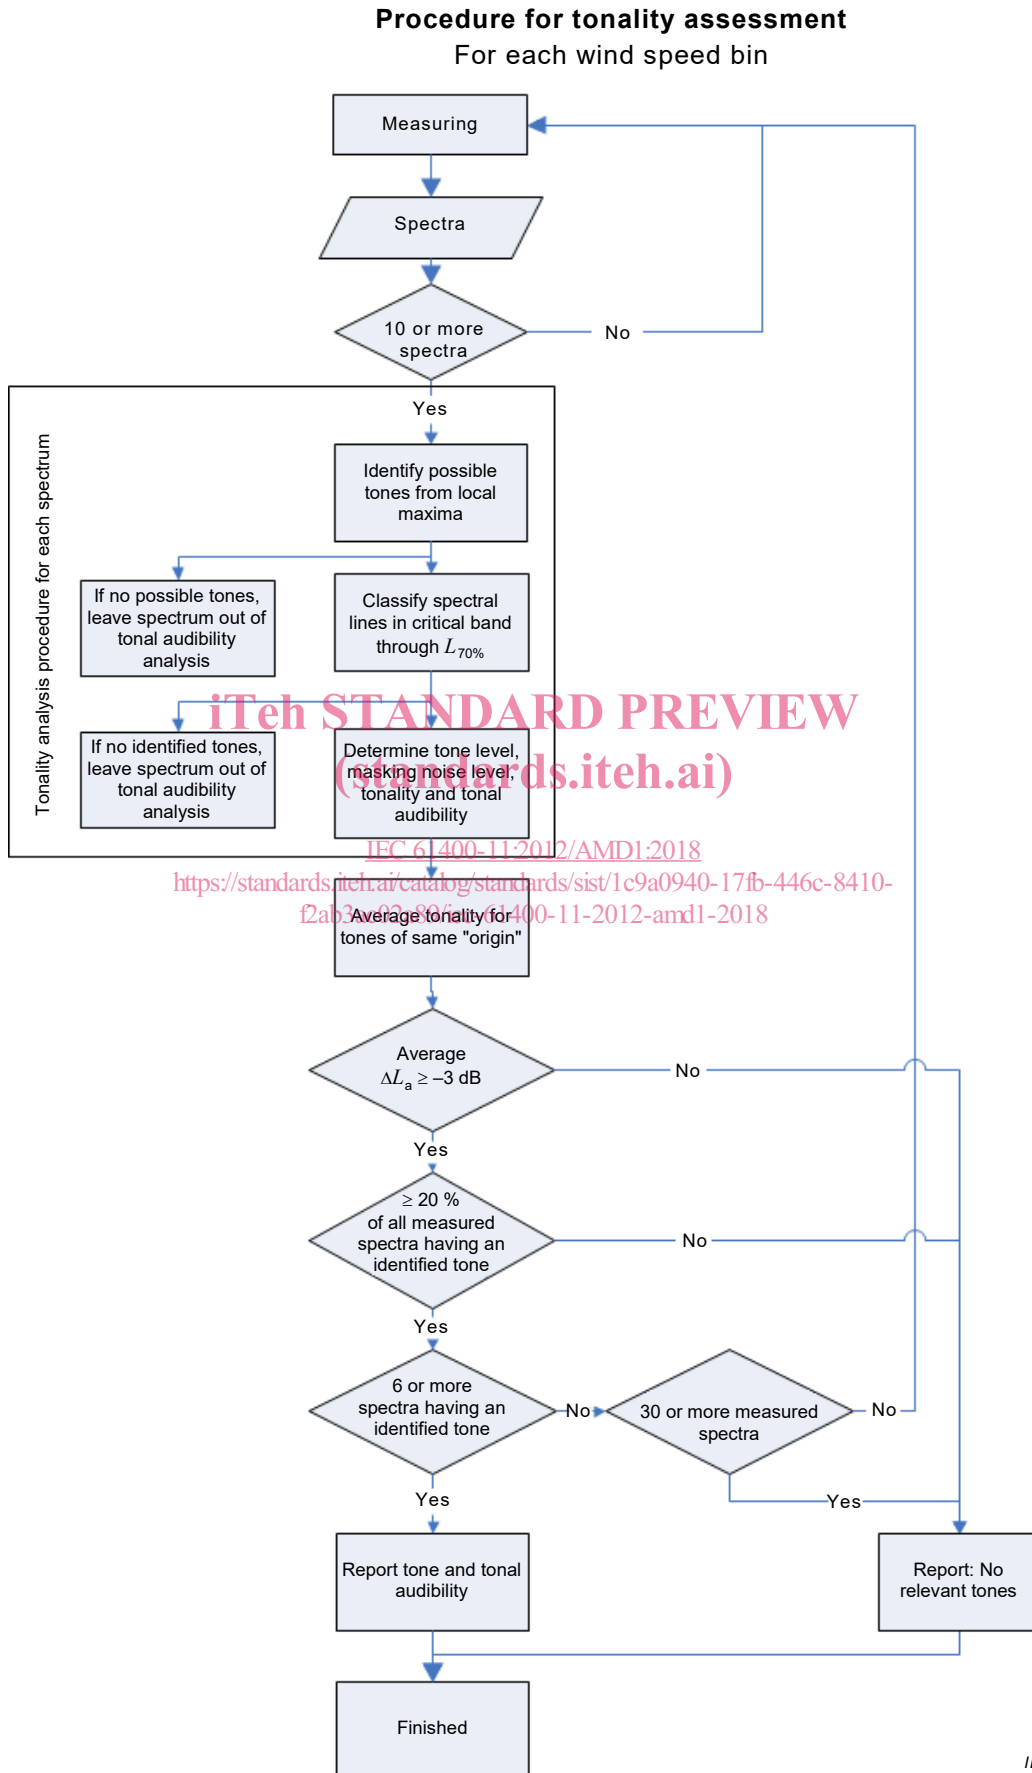 Procedure for tonality assessment
For each wind speed bin
Measuring
Spectra
10 or more
spectra
No
Yes
Tonality analysis procedure for each spectrum
Identify possible
tones from local
maxima
If no possible tones,
leave spectrum out of
tonal audibility
analysis
Classify spectral
lines in critical band
through L70%
iTeh STANDARD PREVIEW
(standards.iteh.ai)
If no identified tones,
leave spectrum out of
tonal audibility
analysis
Determine tone level,
masking noise level,
tonality and tonal
audibility
IEC 61400-11:2012/AMD1:2018
https://standards.iteh.ai/catalog/standards/sist/1c9a0940-17fb-446c-8410-
61400-11-2012-amd1-2018
Average tonality for
tones of same "origin"
Average
ΔLa ≥ –3 dB
No
Yes
≥ 20 %
of all measured
spectra having an
identified tone
No
Yes
6 or more
spectra having an
identified tone
No
30 or more measured
spectra
No
Yes
Yes
Report tone and tonal
audibility
Report: No
relevant tones
Finished